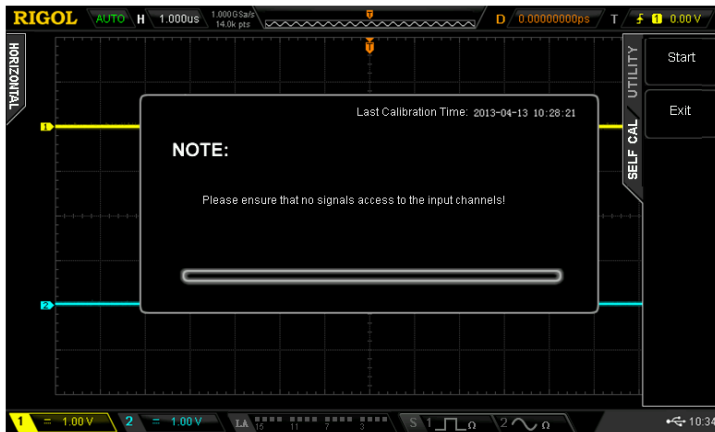 RIGOL AUTO H 1.000us 1.000GSa/s 14.0k pts T D 0.00000000ps T 1 0.00 V
HORIZONTAL
T
UTILITY
SELF CAL
Start
Exit
Last Calibration Time: 2013-04-13 10:28:21
1
NOTE:
Please ensure that no signals access to the input channels!
2
1 = 1.00 V 2 = 1.00 V LA 15 11 7 3 S 1 Ω 2 Ω 10:34